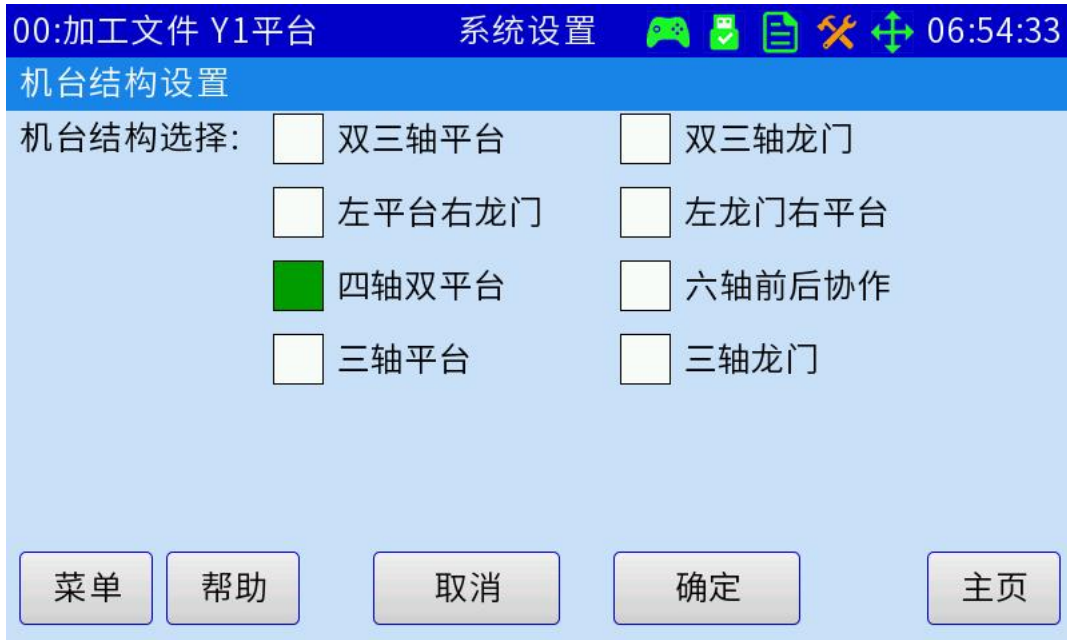 00:加工文件 Y1平台 系统设置 06:54:33
机台结构设置
机台结构选择: 双三轴平台 双三轴龙门
左平台右龙门 左龙门右平台
四轴双平台 六轴前后协作
三轴平台 三轴龙门
菜单 帮助 取消 确定 主页